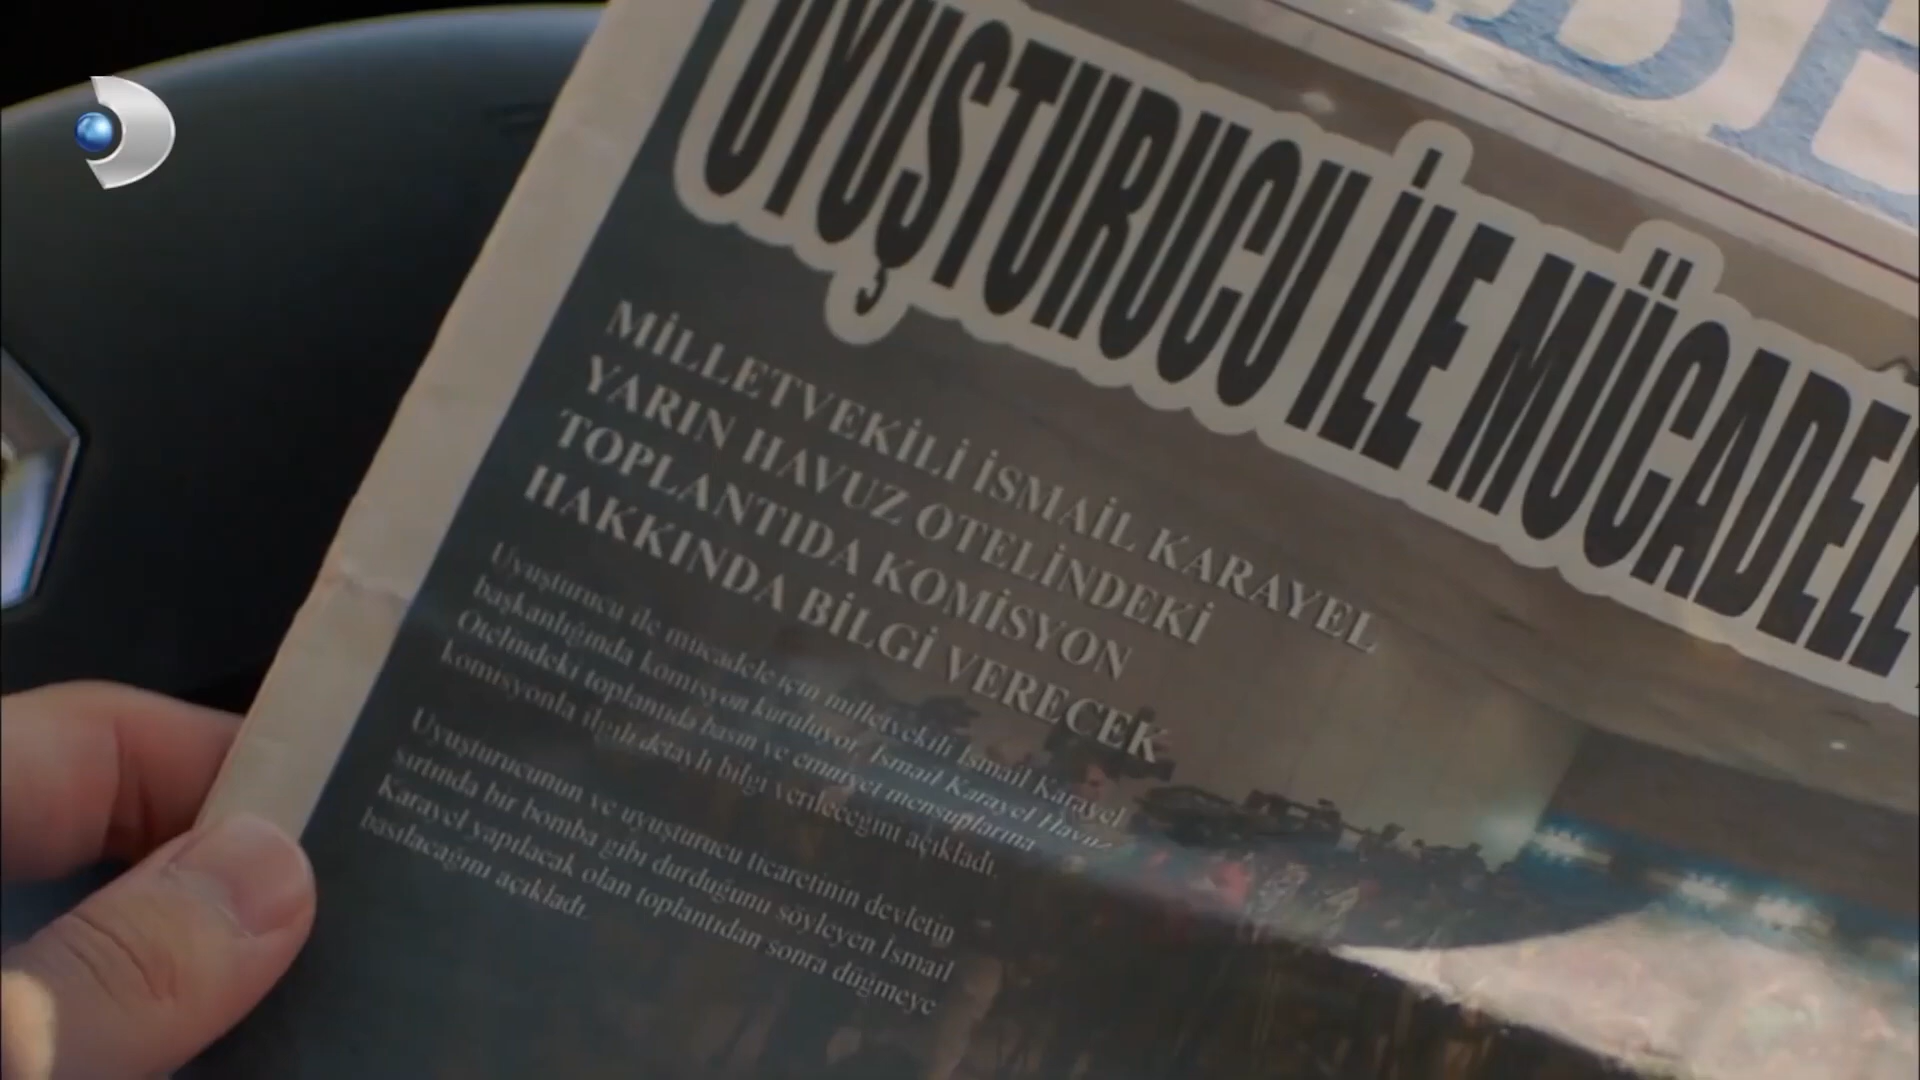 UYUŞTURUCU İLE MÜCADELE
MİLLETVEKİLİ İSMAİL KARAYEL
YARIN HAVUZ OTELİNDEKİ
TOPLANTIDA KOMİSYON
HAKKINDA BİLGİ VERECEK
Uyuşturucu ile mücadele için milletvekili İsmail Karayel
başkanlığında komisyon kuruluyor. İsmail Karayel Havuz
Otelindeki toplantıda basın ve emniyet mensuplarına
komisyonla ilgili detaylı bilgi verileceğini açıkladı.
Uyuşturucunun ve uyuşturucu ticaretinin devletin
sırtında bir bomba gibi durduğunu söyleyen İsmail
Karayel yapılacak olan toplantıdan sonra düğmeye
basılacağını açıkladı.